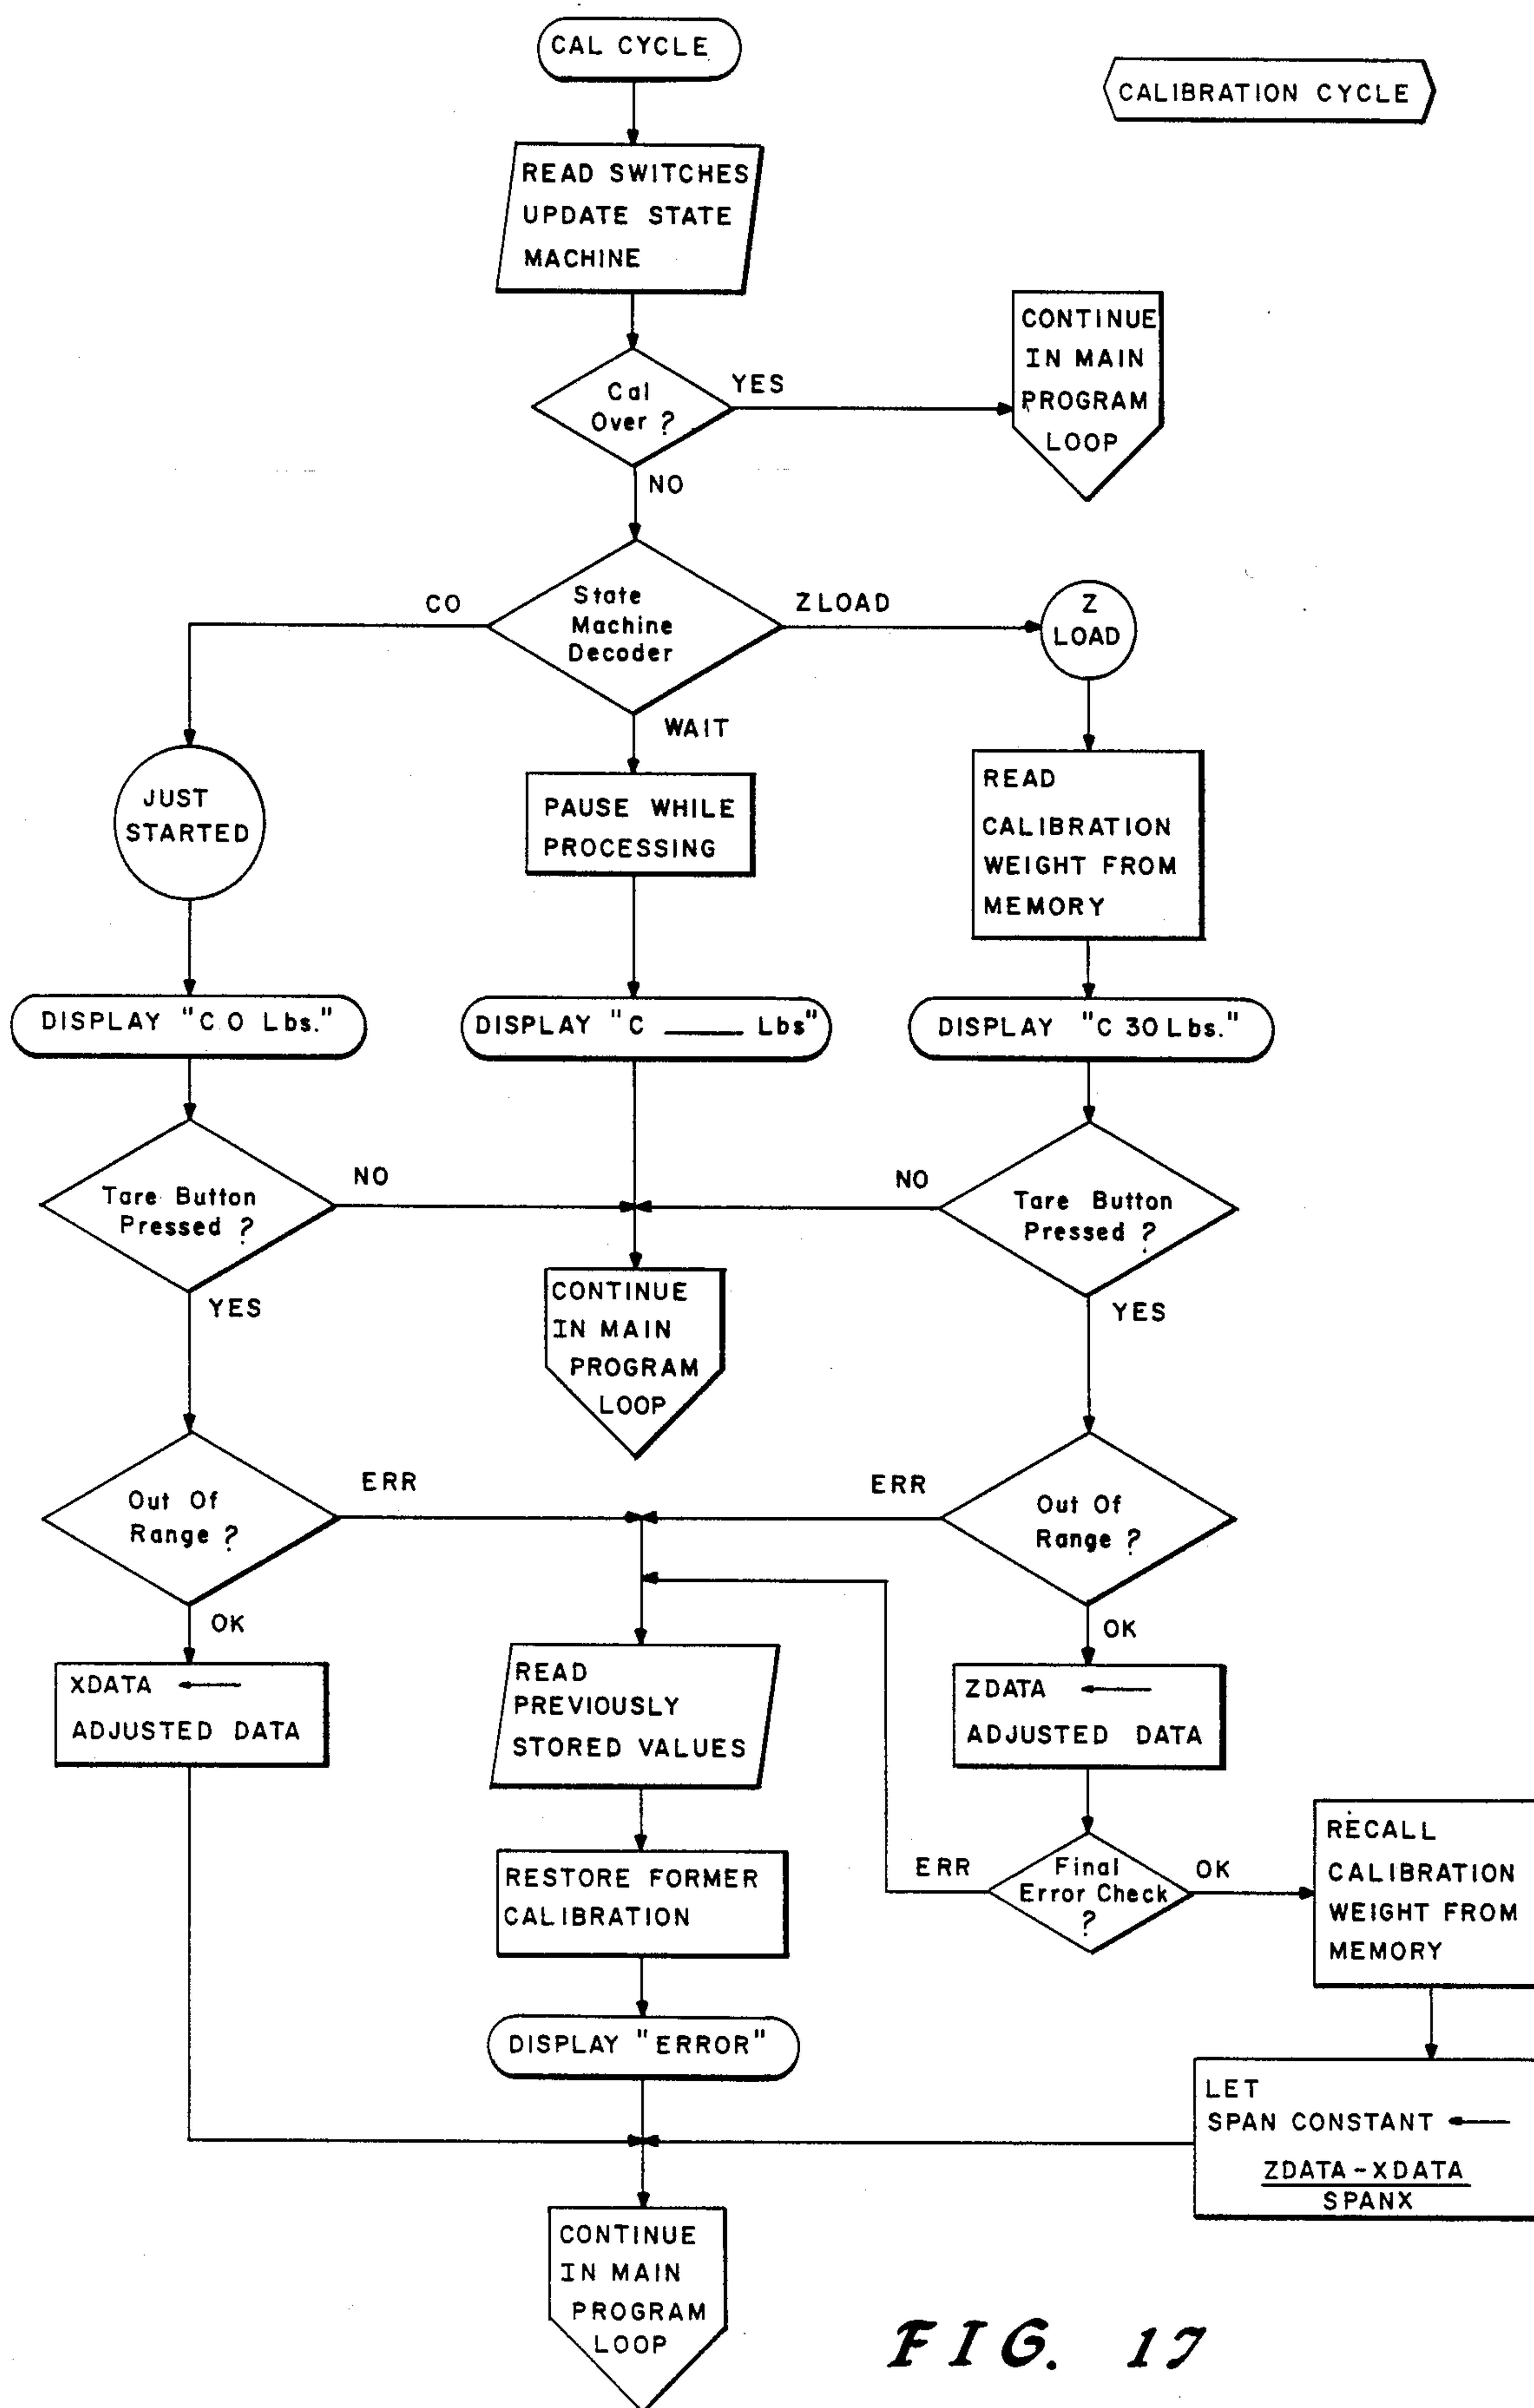 CAL CYCLE
CALIBRATION CYCLE
READ SWITCHES
UPDATE STATE
MACHINE
Cal
Over ?
YES
CONTINUE
IN MAIN
PROGRAM
LOOP
NO
State
Machine
Decoder
CO
ZLOAD
Z
LOAD
WAIT
JUST
STARTED
PAUSE WHILE
PROCESSING
READ
CALIBRATION
WEIGHT FROM
MEMORY
DISPLAY "C 0 Lbs."
DISPLAY "C ____ Lbs"
DISPLAY "C 30 Lbs."
Tare Button
Pressed ?
NO
NO
Tare Button
Pressed ?
YES
CONTINUE
IN MAIN
PROGRAM
LOOP
YES
Out Of
Range ?
ERR
ERR
Out Of
Range ?
OK
OK
XDATA ←
ADJUSTED DATA
READ
PREVIOUSLY
STORED VALUES
ZDATA ←
ADJUSTED DATA
RESTORE FORMER
CALIBRATION
ERR
Final
Error Check
?
OK
RECALL
CALIBRATION
WEIGHT FROM
MEMORY
DISPLAY "ERROR"
LET
SPAN CONSTANT ←
ZDATA - XDATA
SPANX
CONTINUE
IN MAIN
PROGRAM
LOOP
FIG. 17